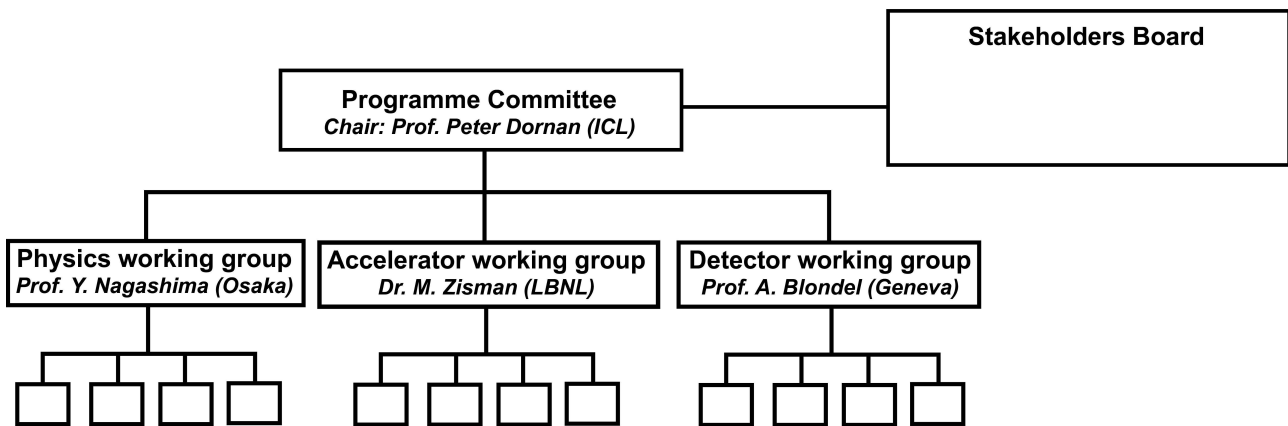 Stakeholders Board
Programme Committee
Chair: Prof. Peter Dornan (ICL)
Physics working group
Prof. Y. Nagashima (Osaka)
Accelerator working group
Dr. M. Zisman (LBNL)
Detector working group
Prof. A. Blondel (Geneva)